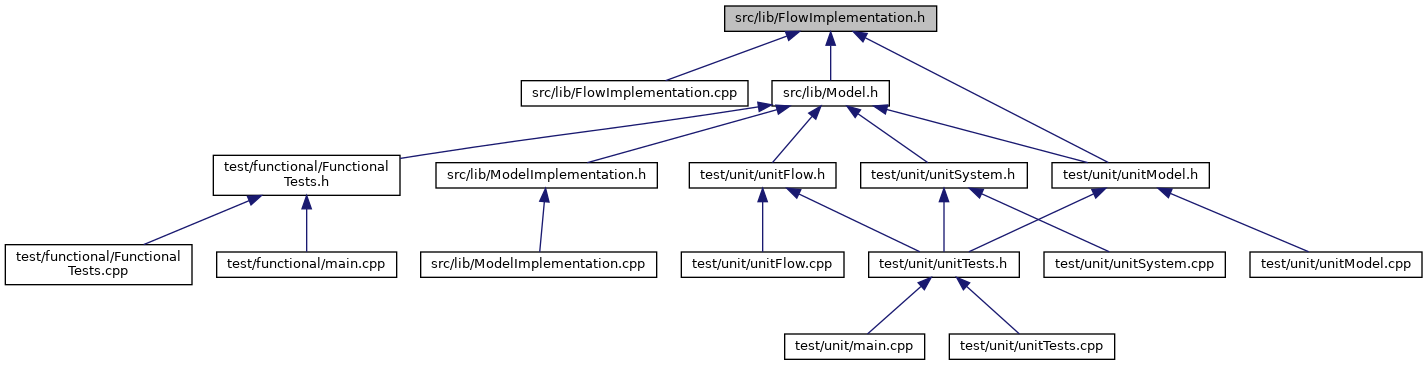 src/lib/FlowImplementation.h
src/lib/FlowImplementation.cpp
src/lib/Model.h
test/functional/Functional
Tests.h
src/lib/ModelImplementation.h
test/unit/unitFlow.h
test/unit/unitSystem.h
test/unit/unitModel.h
test/functional/Functional
Tests.cpp
test/functional/main.cpp
src/lib/ModelImplementation.cpp
test/unit/unitFlow.cpp
test/unit/unitTests.h
test/unit/unitSystem.cpp
test/unit/unitModel.cpp
test/unit/main.cpp
test/unit/unitTests.cpp